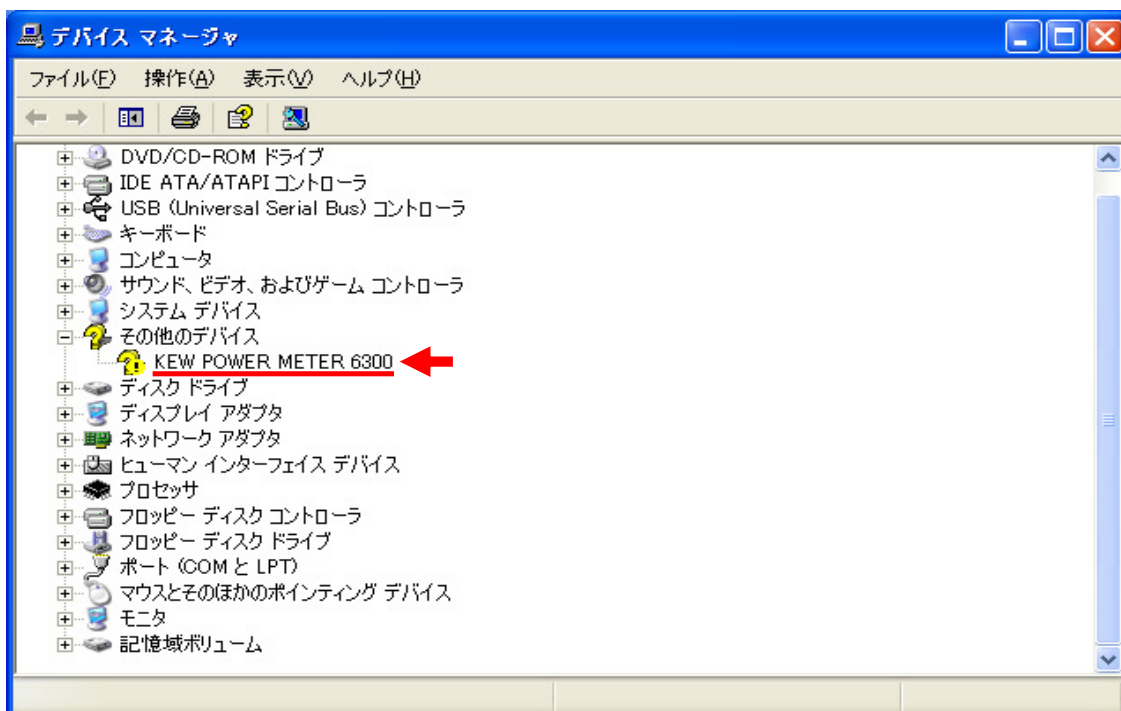 デバイス マネージャ
ファイル(F) 操作(A) 表示(V) ヘルプ(H)
DVD/CD-ROM ドライブ
IDE ATA/ATAPI コントローラ
USB (Universal Serial Bus) コントローラ
キーボード
コンピュータ
サウンド、ビデオ、およびゲーム コントローラ
システム デバイス
その他のデバイス
KEW POWER METER 6300
ディスク ドライブ
ディスプレイ アダプタ
ネットワーク アダプタ
ヒューマン インターフェイス デバイス
プロセッサ
フロッピー ディスク コントローラ
フロッピー ディスク ドライブ
ポート (COM と LPT)
マウスとそのほかのポインティング デバイス
モニタ
記憶域ボリューム